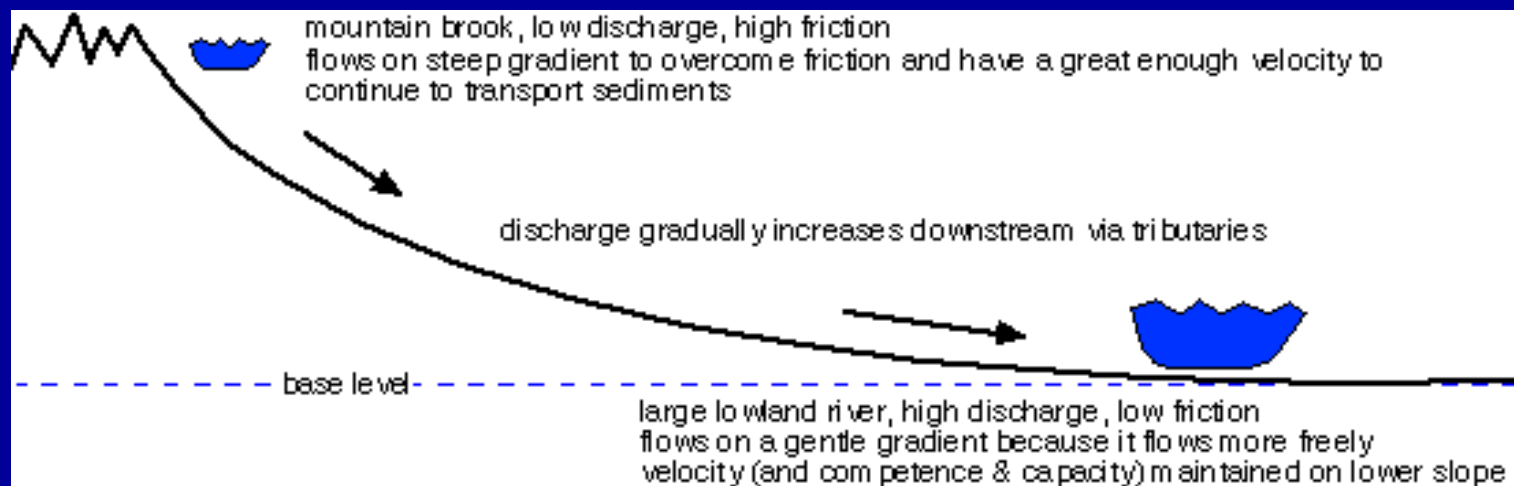 mountain brook, low discharge, high friction
flows on steep gradient to overcome friction and have a great enough velocity to
continue to transport sediments
discharge gradually increases downstream via tributaries
base level
large lowland river, high discharge, low friction
flows on a gentle gradient because it flows more freely
velocity (and competence & capacity) maintained on lower slope